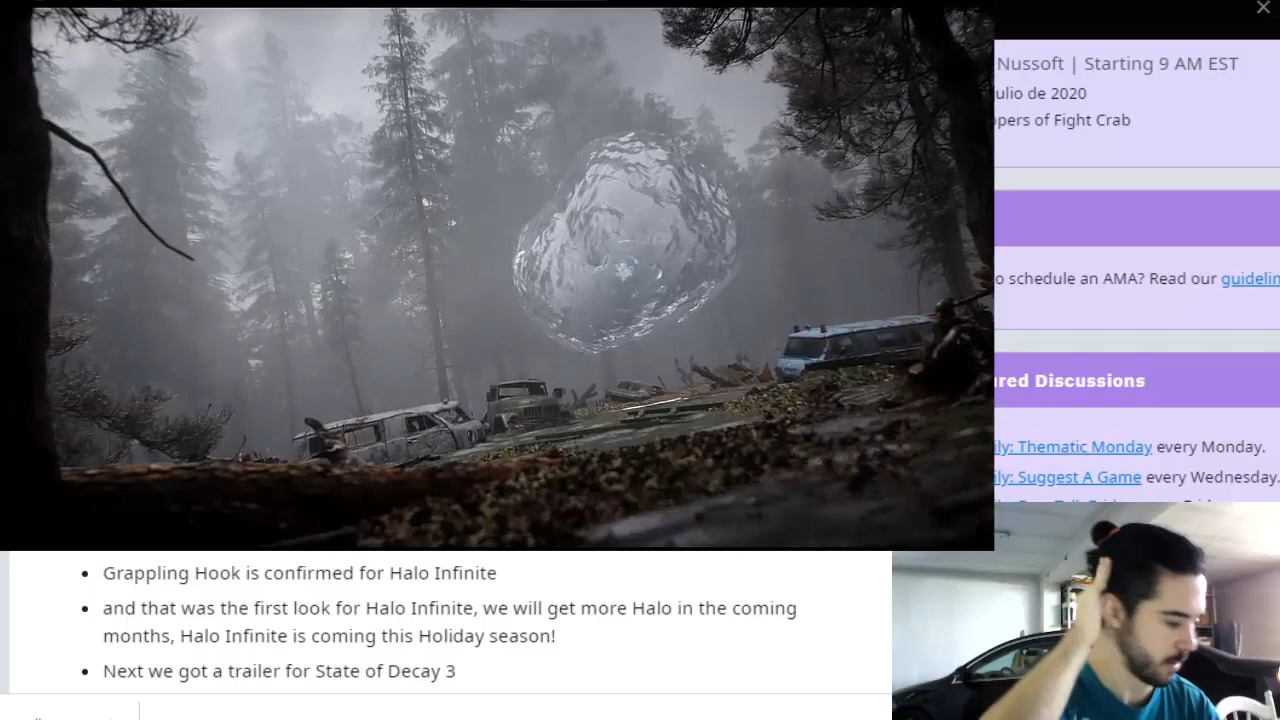 Nussoft | Starting 9 AM EST
ulio de 2020
pers of Fight Crab
o schedule an AMA? Read our guidelin
red Discussions
ily: Thematic Monday every Monday.
ily: Suggest A Game every Wednesday.
Grappling Hook is confirmed for Halo Infinite
and that was the first look for Halo Infinite, we will get more Halo in the coming
months, Halo Infinite is coming this Holiday season!
Next we got a trailer for State of Decay 3